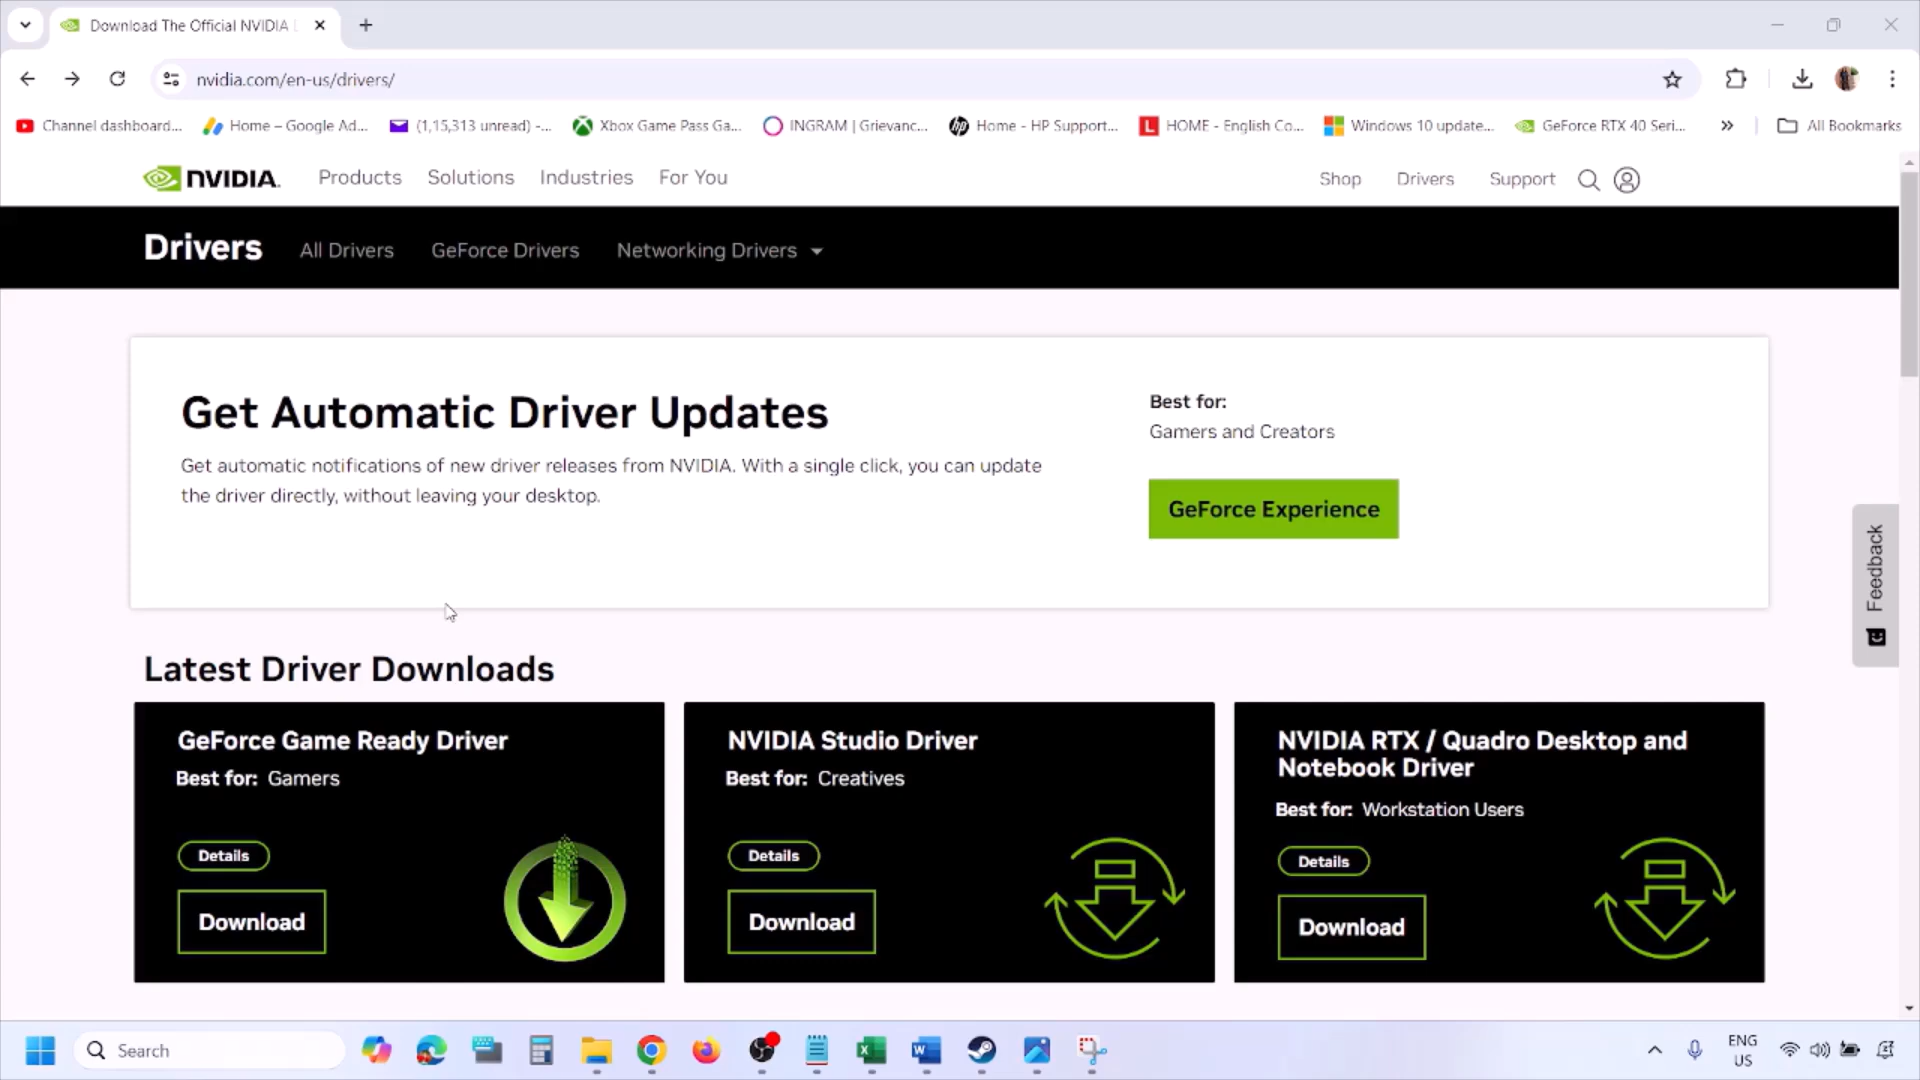 Download The Official NVIDIA
nvidia.com/en-us/drivers/
Channel dashboard...
Home – Google Ad...
(1,15,313 unread) -...
Xbox Game Pass Ga...
INGRAM | Grievanc...
Home - HP Support...
HOME - English Co...
Windows 10 update...
GeForce RTX 40 Seri...
All Bookmarks
NVIDIA.
Products
Solutions
Industries
For You
Shop
Drivers
Support
Drivers
All Drivers
GeForce Drivers
Networking Drivers
Get Automatic Driver Updates
Get automatic notifications of new driver releases from NVIDIA. With a single click, you can update
the driver directly, without leaving your desktop.
Best for:
Gamers and Creators
GeForce Experience
Feedback
Latest Driver Downloads
GeForce Game Ready Driver
Best for: Gamers
Details
Download
NVIDIA Studio Driver
Best for: Creatives
Details
Download
NVIDIA RTX / Quadro Desktop and
Notebook Driver
Best for: Workstation Users
Details
Download
Search
ENG
US